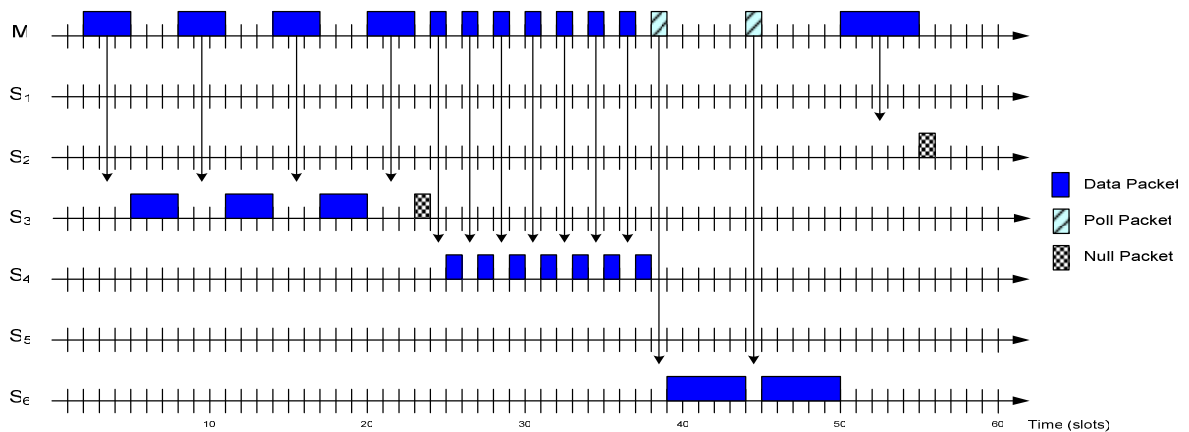 M
S1
S2
S3
S4
S5
S6
10 20 30 40 50 60 Time (slots)
Data Packet
Poll Packet
Null Packet